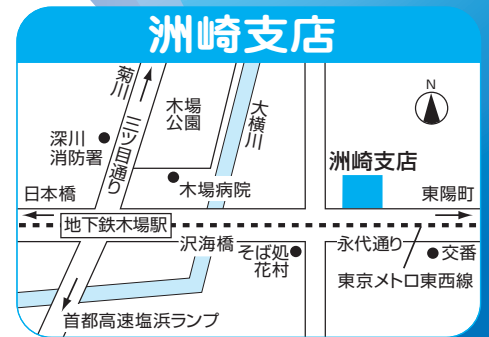 洲崎支店
菊川
三ツ目通り
木場
公園
大横川
N
深川
消防署
洲崎支店
日本橋
木場病院
東陽町
地下鉄木場駅
沢海橋
そば処
花村
永代通り
交番
東京メトロ東西線
首都高速塩浜ランプ